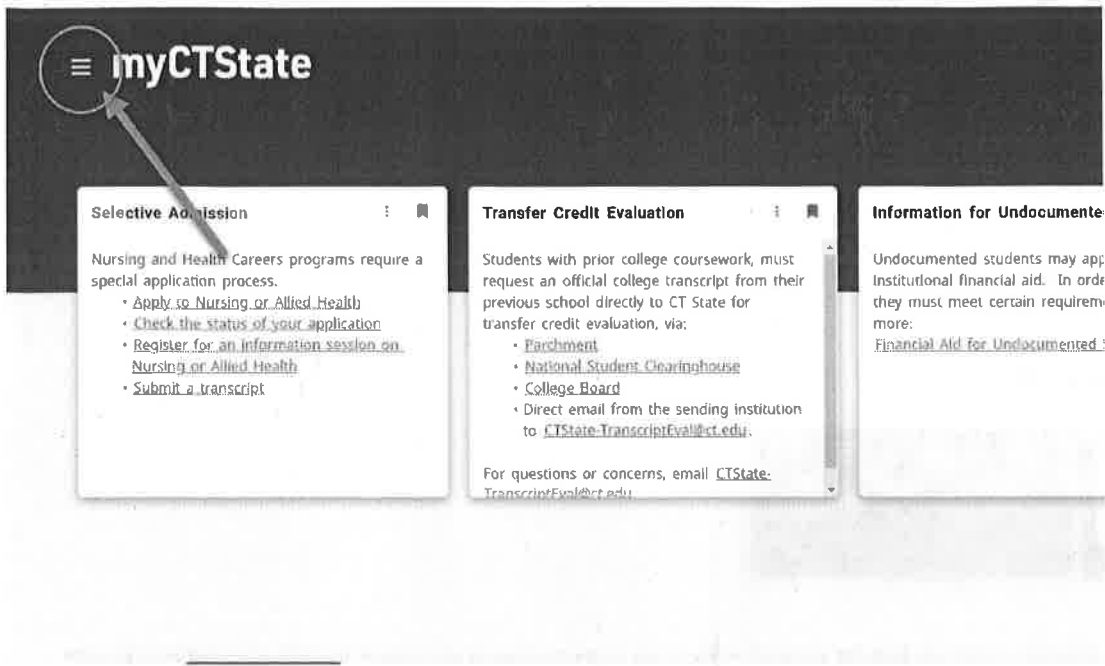 myCTState
Selective Admission
Nursing and Health Careers programs require a
special application process.
• Apply to Nursing or Allied Health
• Check the status of your application
• Register for an information session on
Nursing or Allied Health
• Submit a transcript
Transfer Credit Evaluation
Students with prior college coursework, must
request an official college transcript from their
previous school directly to CT State for
transfer credit evaluation, via:
• Parchment
• National Student Clearinghouse
• College Board
• Direct email from the sending institution
to CTState-TranscriptEval@ct.edu.
For questions or concerns, email CTState-
TranscriptEval@ct.edu
Information for Undocumente
Undocumented students may app
institutional financial aid. In orde
they must meet certain requirem
more:
Financial Aid for Undocumented S